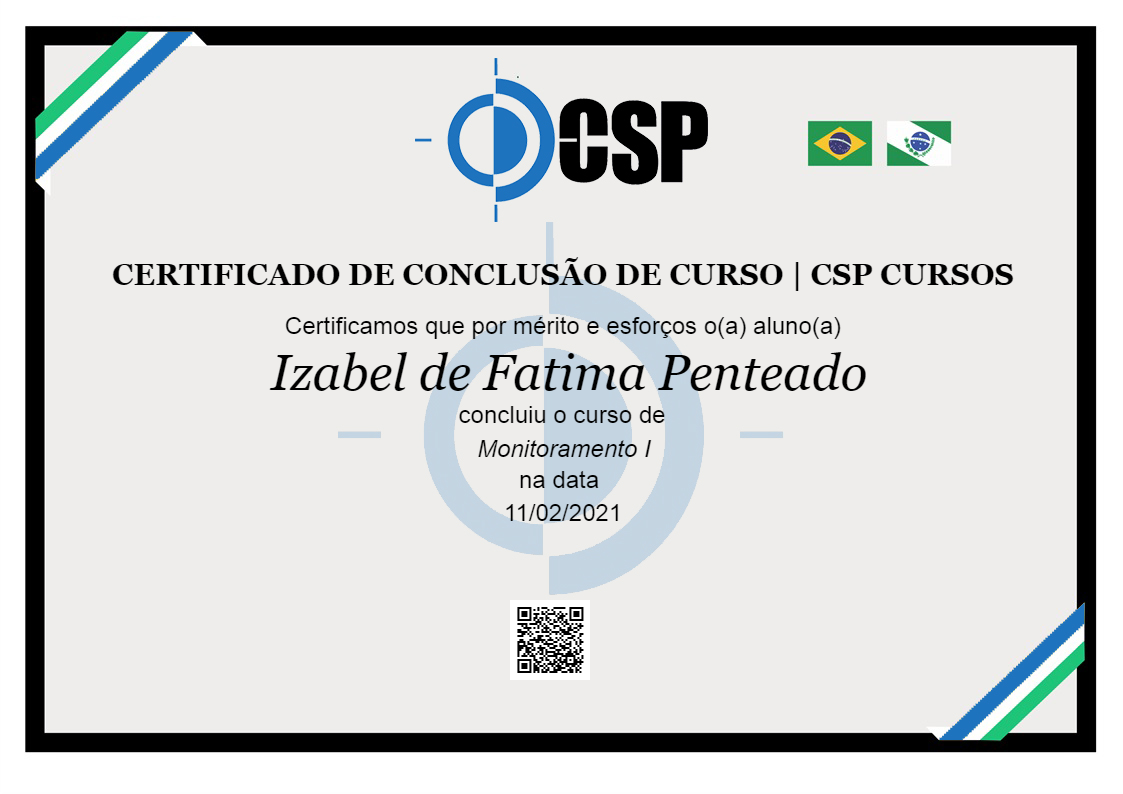 CSP
CERTIFICADO DE CONCLUSÃO DE CURSO | CSP CURSOS
Certificamos que por mérito e esforços o(a) aluno(a)
Izabel de Fatima Penteado
concluiu o curso de
Monitoramento I
na data
11/02/2021